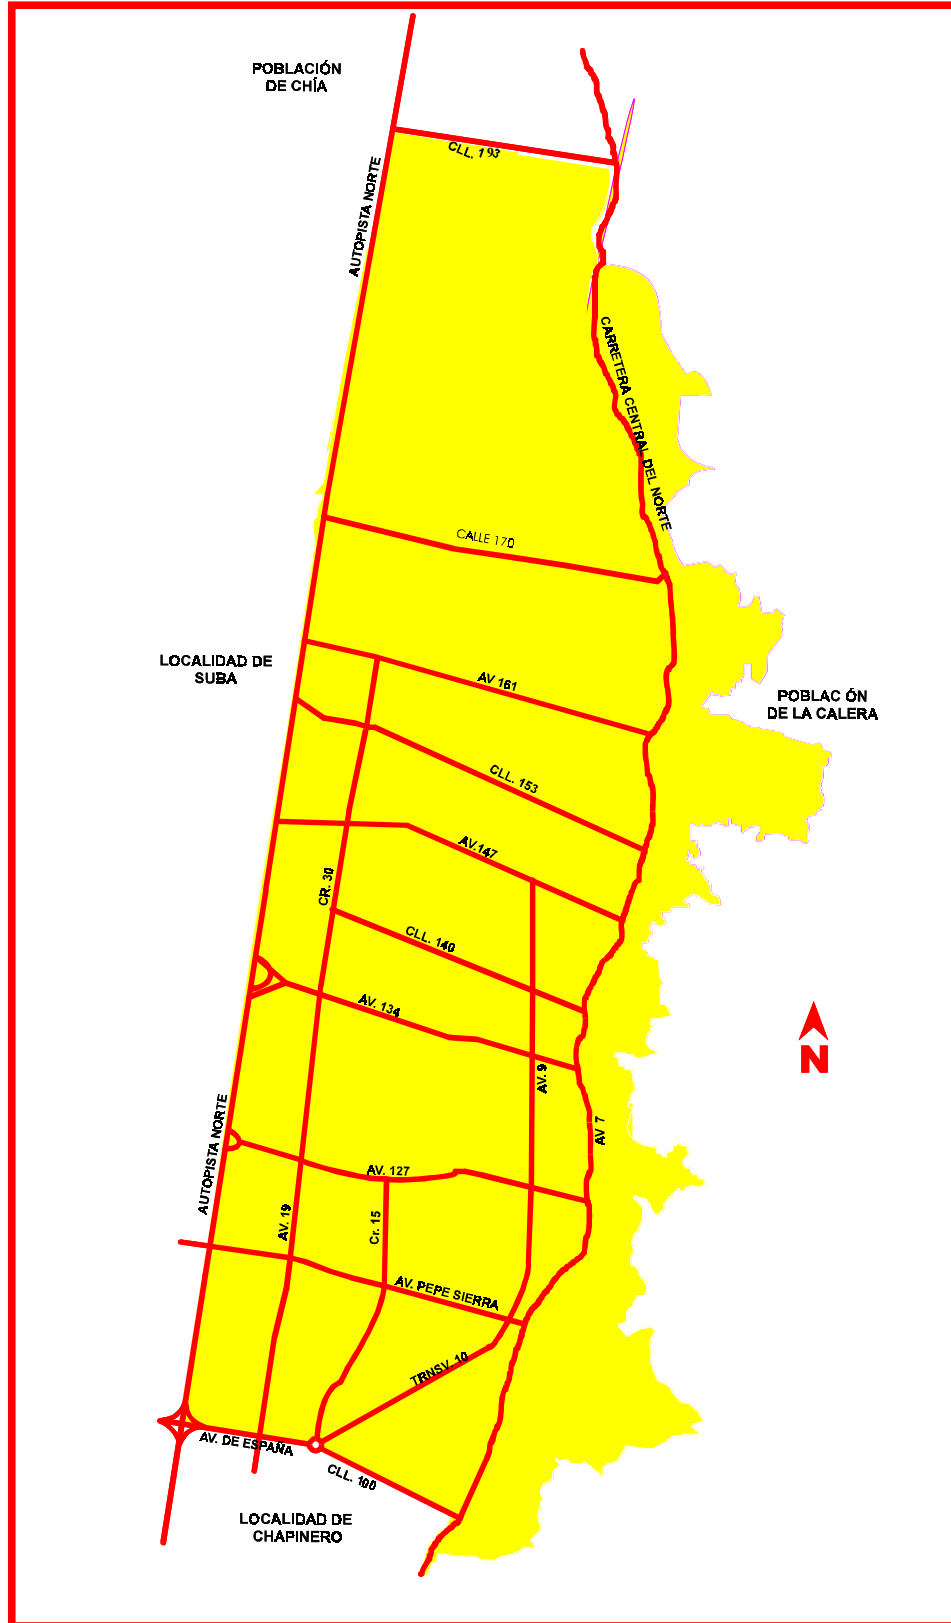 POBLACIÓN
DE CHÍA
CLL. 193
AUTOPISTA NORTE
CARRETERA CENTRAL DEL NORTE
CALLE 170
LOCALIDAD DE
SUBA
AV 161
POBLAC ÓN
DE LA CALERA
CLL. 153
AV.147
CR. 30
CLL. 140
AV. 134
N
AV. 9
AV. 7
AUTOPISTA NORTE
AV. 127
AV. 19
Cr. 15
AV. PEPE SIERRA
TRNSV. 10
AV. DE ESPAÑA
CLL. 100
LOCALIDAD DE
CHAPINERO